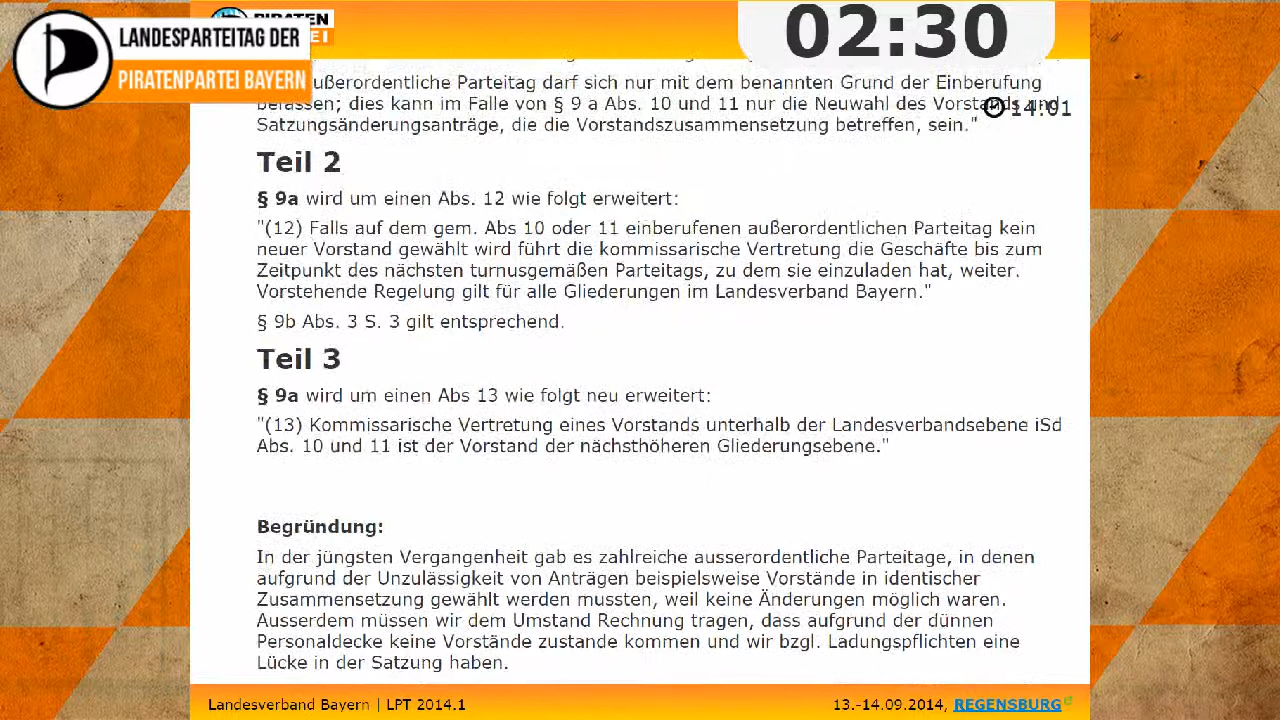 PIRATEN
LANDESPARTEITAG DER
PIRATENPARTEI BAYERN
02:30
ußerordentliche Parteitag darf sich nur mit dem benannten Grund der Einberufung
befassen; dies kann im Falle von § 9 a Abs. 10 und 11 nur die Neuwahl des Vorstands und
14:01
Satzungsänderungsanträge, die die Vorstandszusammensetzung betreffen, sein."
Teil 2
§ 9a wird um einen Abs. 12 wie folgt erweitert:
"(12) Falls auf dem gem. Abs 10 oder 11 einberufenen außerordentlichen Parteitag kein
neuer Vorstand gewählt wird führt die kommissarische Vertretung die Geschäfte bis zum
Zeitpunkt des nächsten turnusgemäßen Parteitags, zu dem sie einzuladen hat, weiter.
Vorstehende Regelung gilt für alle Gliederungen im Landesverband Bayern."
§ 9b Abs. 3 S. 3 gilt entsprechend.
Teil 3
§ 9a wird um einen Abs 13 wie folgt neu erweitert:
"(13) Kommissarische Vertretung eines Vorstands unterhalb der Landesverbandsebene iSd
Abs. 10 und 11 ist der Vorstand der nächsthöheren Gliederungsebene."
Begründung:
In der jüngsten Vergangenheit gab es zahlreiche ausserordentliche Parteitage, in denen
aufgrund der Unzulässigkeit von Anträgen beispielsweise Vorstände in identischer
Zusammensetzung gewählt werden mussten, weil keine Änderungen möglich waren.
Ausserdem müssen wir dem Umstand Rechnung tragen, dass aufgrund der dünnen
Personaldecke keine Vorstände zustande kommen und wir bzgl. Ladungspflichten eine
Lücke in der Satzung haben.
Landesverband Bayern | LPT 2014.1
13.-14.09.2014, REGENSBURG